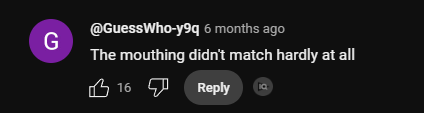 G
@GuessWho-y9q 6 months ago
The mouthing didn't match hardly at all
16
Reply